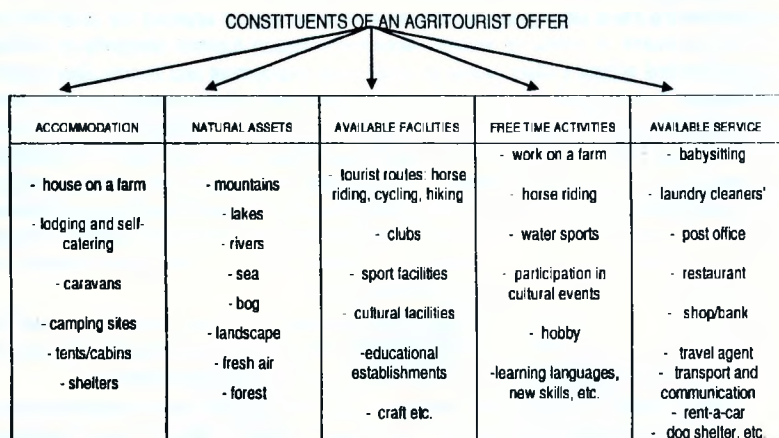 CONSTITUENTS OF AN AGRITOURIST OFFER
ACCOMMODATION
- house on a farm
- lodging and self-
catering
- caravans
- camping sites
- tents/cabins
- shelters
NATURAL ASSETS
- mountains
- lakes
- rivers
- sea
- bog
- landscape
- fresh air
- forest
AVAILABLE FACILITIES
- tourist routes: horse
riding, cycling, hiking
- clubs
- sport facilities
- cultural facilities
-educational
establishments
- craft etc.
FREE TIME ACTIVITIES
- work on a farm
- horse riding
- water sports
- participation in
cultural events
- hobby
-learning languages,
new skills, etc.
AVAILABLE SERVICE
- babysitting
- laundry cleaners'
- post office
- restaurant
- shop/bank
- travel agent
- transport and
communication
- rent-a-car
- dog shelter, etc.